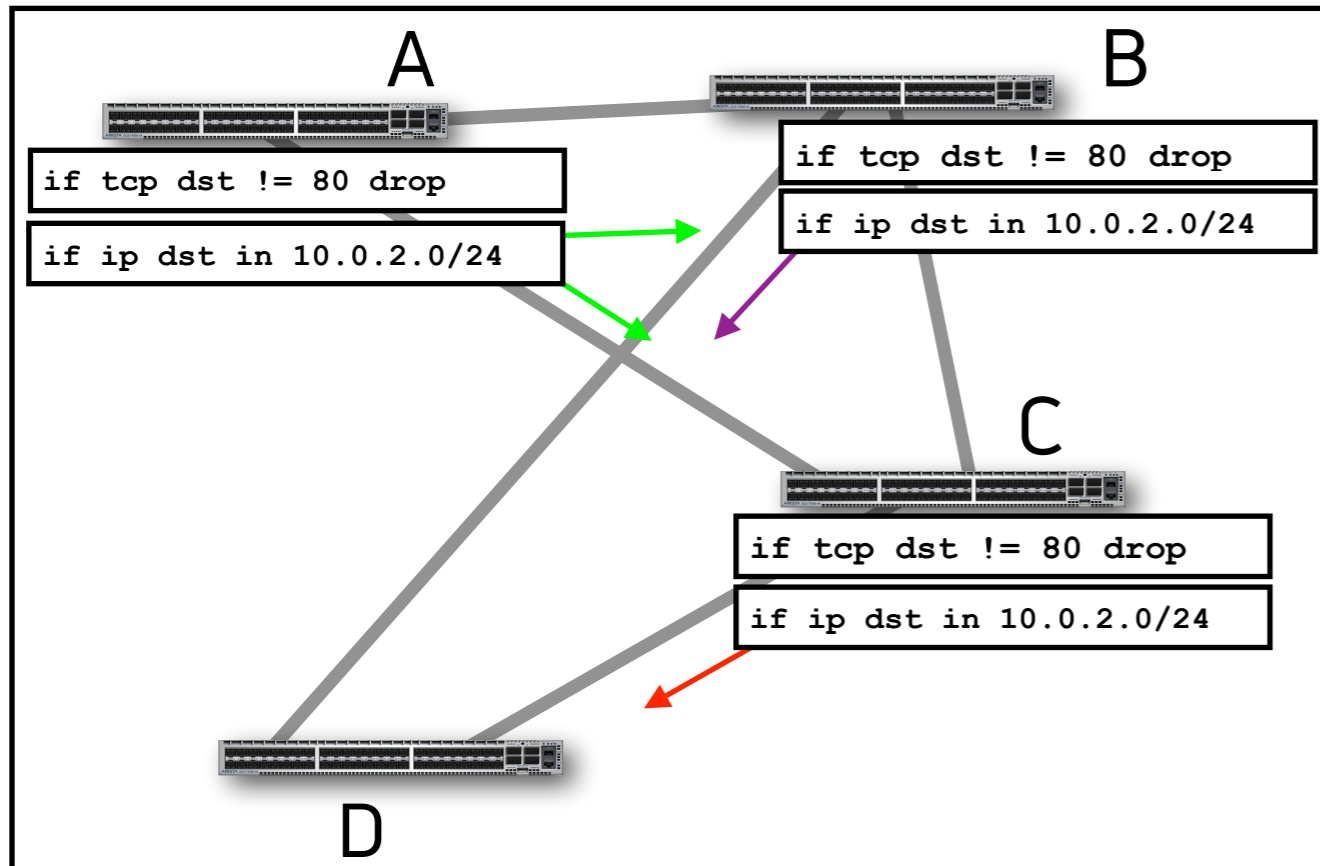 A
B
if tcp dst != 80 drop
if ip dst in 10.0.2.0/24
if tcp dst != 80 drop
if ip dst in 10.0.2.0/24
C
if tcp dst != 80 drop
if ip dst in 10.0.2.0/24
D